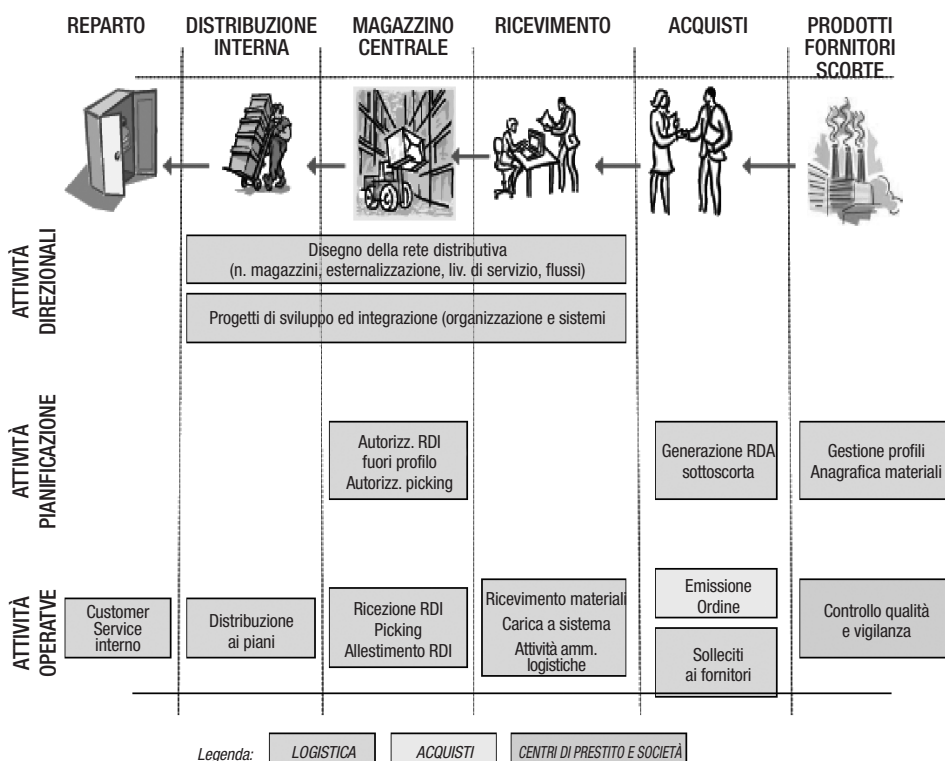 REPARTO
DISTRIBUZIONE
INTERNA
MAGAZZINO
CENTRALE
RICEVIMENTO
ACQUISTI
PRODOTTI
FORNITORI
SCORTE
ATTIVITÀ
DIREZIONALI
Disegno della rete distributiva
(n. magazzini, esternalizzazione, liv. di servizio, flussi)
Progetti di sviluppo ed integrazione (organizzazione e sistemi
ATTIVITÀ
PIANIFICAZIONE
Autorizz. RDI
fuori profilo
Autorizz. picking
Generazione RDA
sottoscorta
Gestione profili
Anagrafica materiali
ATTIVITÀ
OPERATVE
Customer
Service
interno
Distribuzione
ai piani
Ricezione RDI
Picking
Allestimento RDI
Ricevimento materiali
Carica a sistema
Attività amm.
logistiche
Emissione
Ordine
Solleciti
ai fornitori
Controllo qualità
e vigilanza
Legenda:
LOGISTICA
ACQUISTI
CENTRI DI PRESTITO E SOCIETÀ